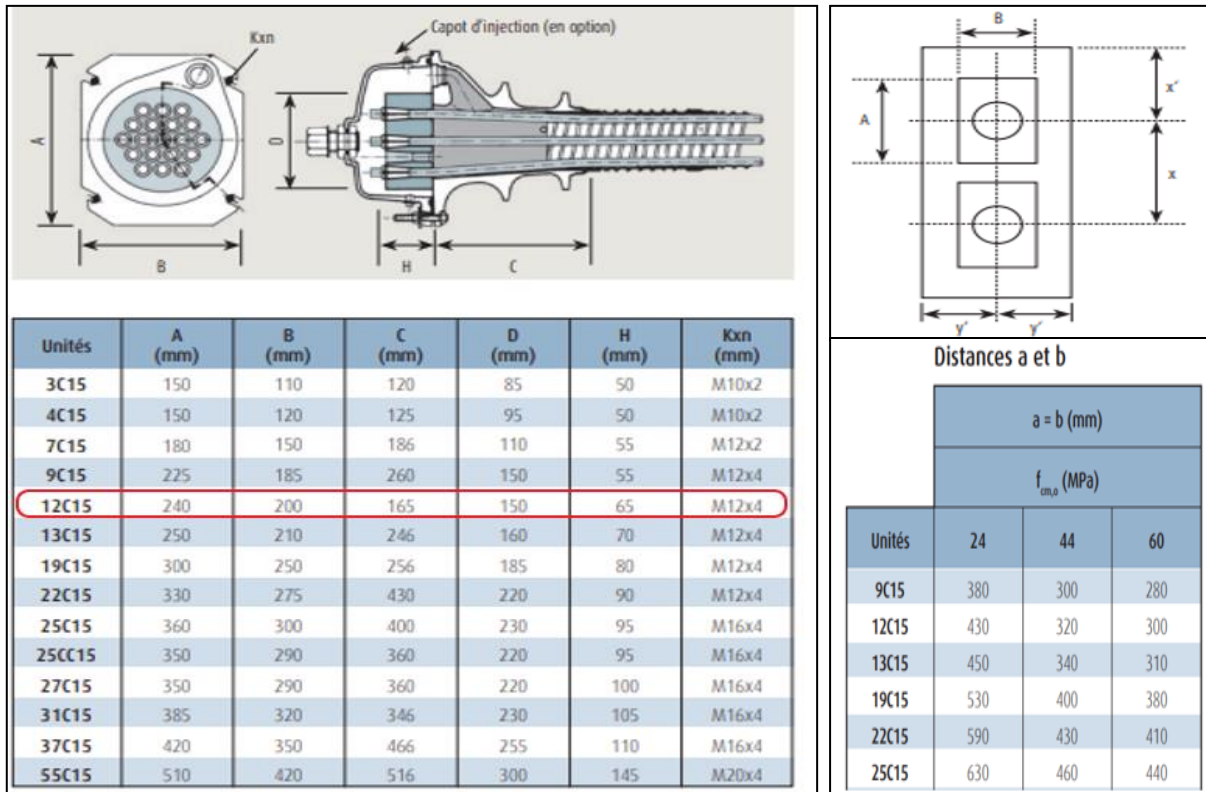 Capot d'injection (en option)
Kxn
A
D
B
H
C
Unités A (mm) B (mm) C (mm) D (mm) H (mm) Kxn (mm)
3C15 150 110 120 85 50 M10x2
4C15 150 120 125 95 50 M10x2
7C15 180 150 186 110 55 M12x2
9C15 225 185 260 150 55 M12x4
12C15 240 200 165 150 65 M12x4
13C15 250 210 246 160 70 M12x4
19C15 300 250 256 185 80 M12x4
22C15 330 275 430 220 90 M12x4
25C15 360 300 400 230 95 M16x4
25CC15 350 290 360 220 95 M16x4
27C15 350 290 360 220 100 M16x4
31C15 385 320 346 230 105 M16x4
37C15 420 350 466 255 110 M16x4
55C15 510 420 516 300 145 M20x4
B
x'
A
x
y' y'
Distances a et b
a = b (mm)
fcm,o (MPa)
Unités 24 44 60
9C15 380 300 280
12C15 430 320 300
13C15 450 340 310
19C15 530 400 380
22C15 590 430 410
25C15 630 460 440